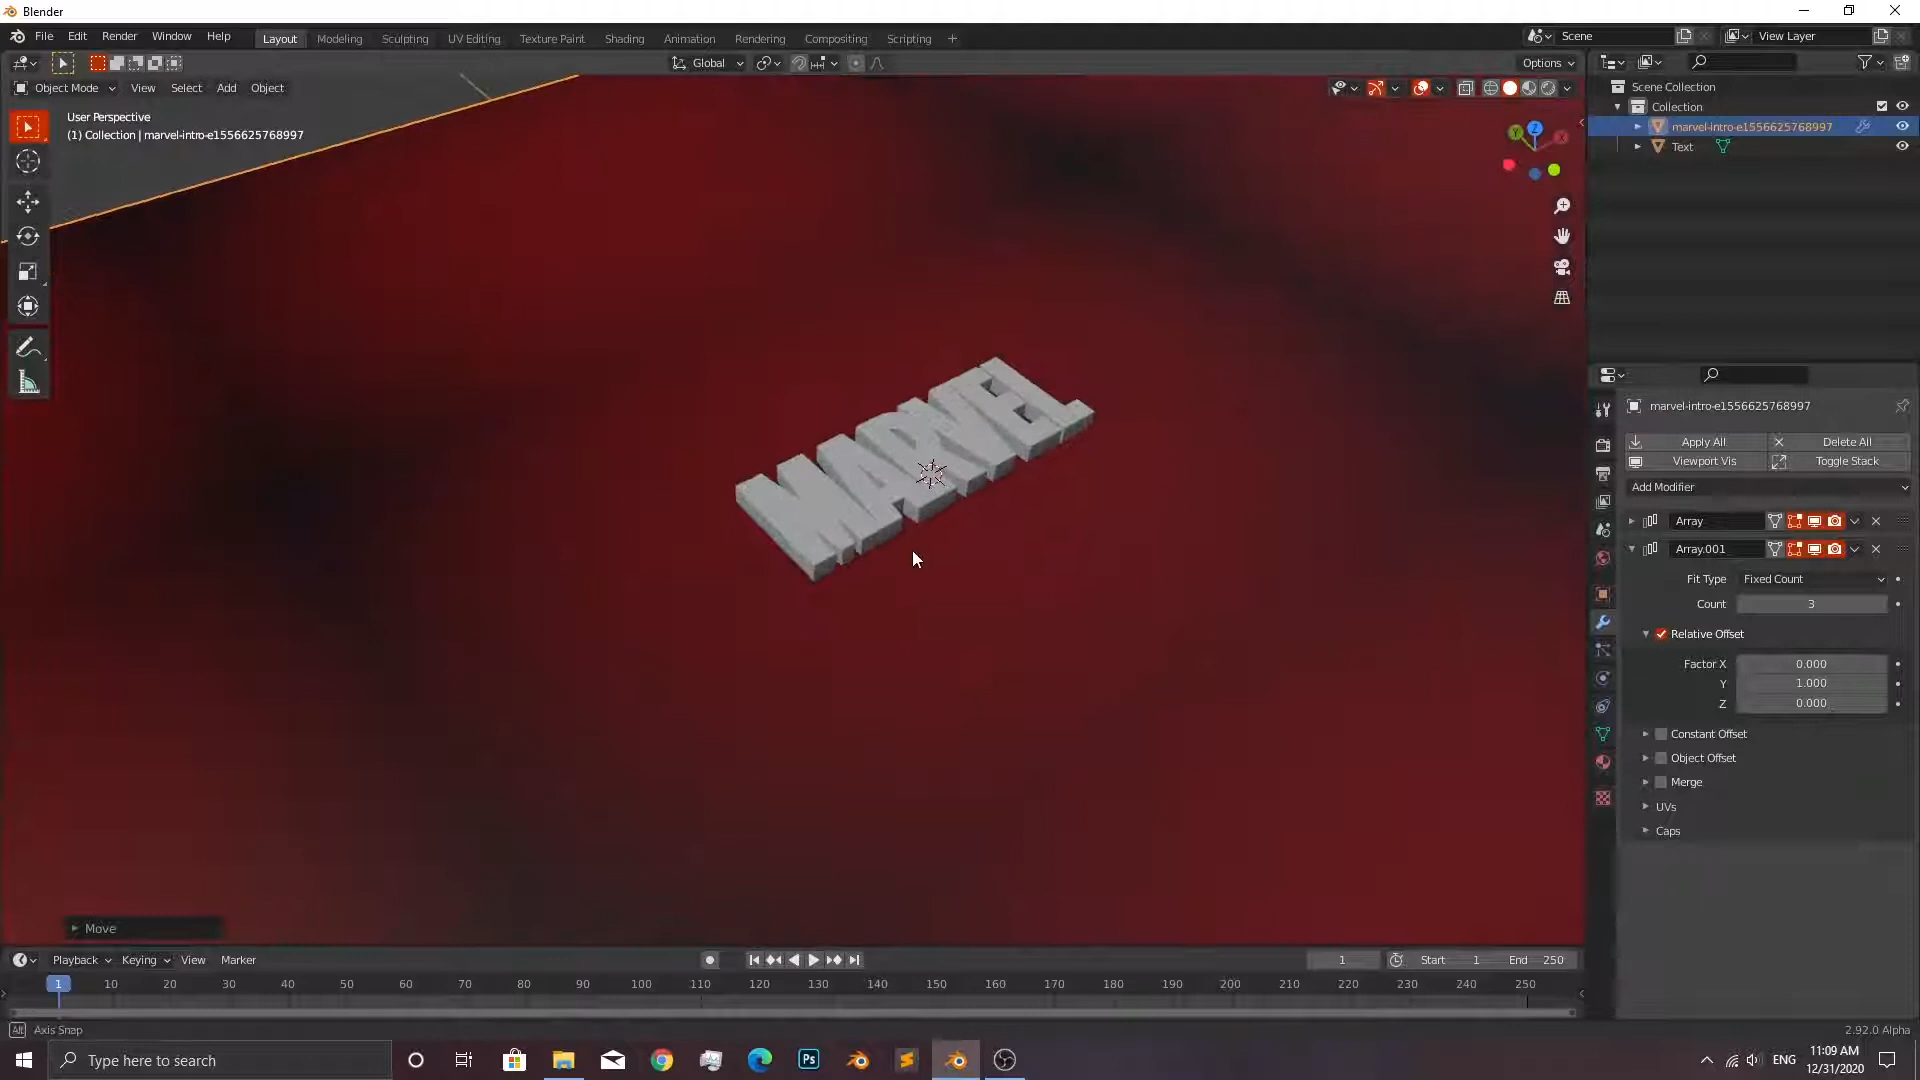 Blender
File Edit Render Window Help
Layout Modeling Sculpting UV Editing Texture Paint Shading Animation Rendering Compositing Scripting
Scene
View Layer
Global
Options
Object Mode View Select Add Object
User Perspective
(1) Collection | marvel-intro-e1556625768997
MARVEL
Move
Scene Collection
Collection
marvel-intro-e1556625768997
Text
marvel-intro-e1556625768997
Apply All Delete All
Viewport Vis Toggle Stack
Add Modifier
Array
Array.001
Fit Type Fixed Count
Count 3
Relative Offset
Factor X 0.000
Y 1.000
Z 0.000
Constant Offset
Object Offset
Merge
UVs
Caps
Playback Keying View Marker
1 Start 1 End 250
1 10 20 30 40 50 60 70 80 90 100 110 120 130 140 150 160 170 180 190 200 210 220 230 240 250
Alt Axis Snap
2.92.0 Alpha
Type here to search
Ps
ENG
11:09 AM
12/31/2020